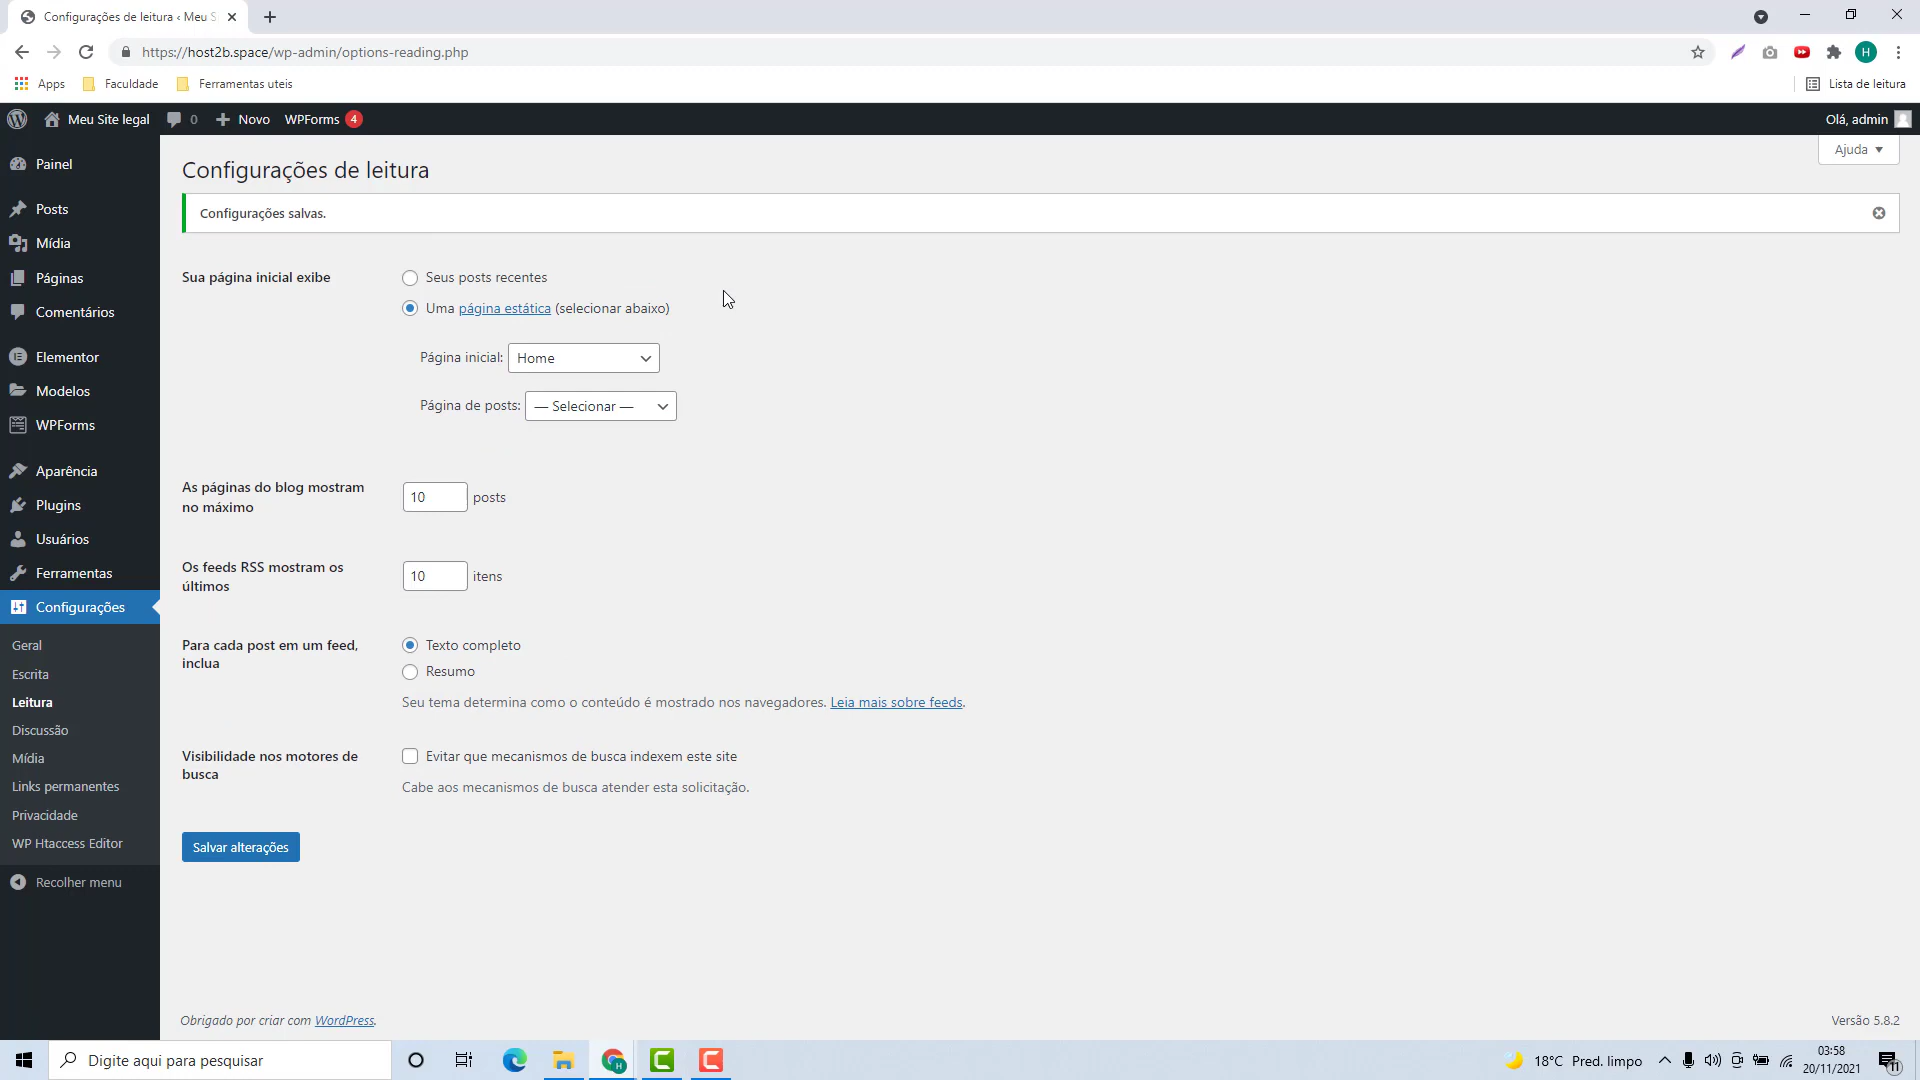 Configurações de leitura ‹ Meu S
https://host2b.space/wp-admin/options-reading.php
H
Apps
Faculdade
Ferramentas uteis
Lista de leitura
Meu Site legal
0
Novo
WPForms 4
Olá, admin
Ajuda
Painel
Posts
Mídia
Páginas
Comentários
Elementor
Modelos
WPForms
Aparência
Plugins
Usuários
Ferramentas
Configurações
Geral
Escrita
Leitura
Discussão
Mídia
Links permanentes
Privacidade
WP Htaccess Editor
Recolher menu
Configurações de leitura
Configurações salvas.
Sua página inicial exibe
Seus posts recentes
Uma página estática (selecionar abaixo)
Página inicial: Home
Página de posts: — Selecionar —
As páginas do blog mostram
no máximo
10 posts
Os feeds RSS mostram os
últimos
10 itens
Para cada post em um feed,
inclua
Texto completo
Resumo
Seu tema determina como o conteúdo é mostrado nos navegadores. Leia mais sobre feeds.
Visibilidade nos motores de
busca
Evitar que mecanismos de busca indexem este site
Cabe aos mecanismos de busca atender esta solicitação.
Salvar alterações
Obrigado por criar com WordPress.
Versão 5.8.2
Digite aqui para pesquisar
18°C Pred. limpo
03:58
20/11/2021
11